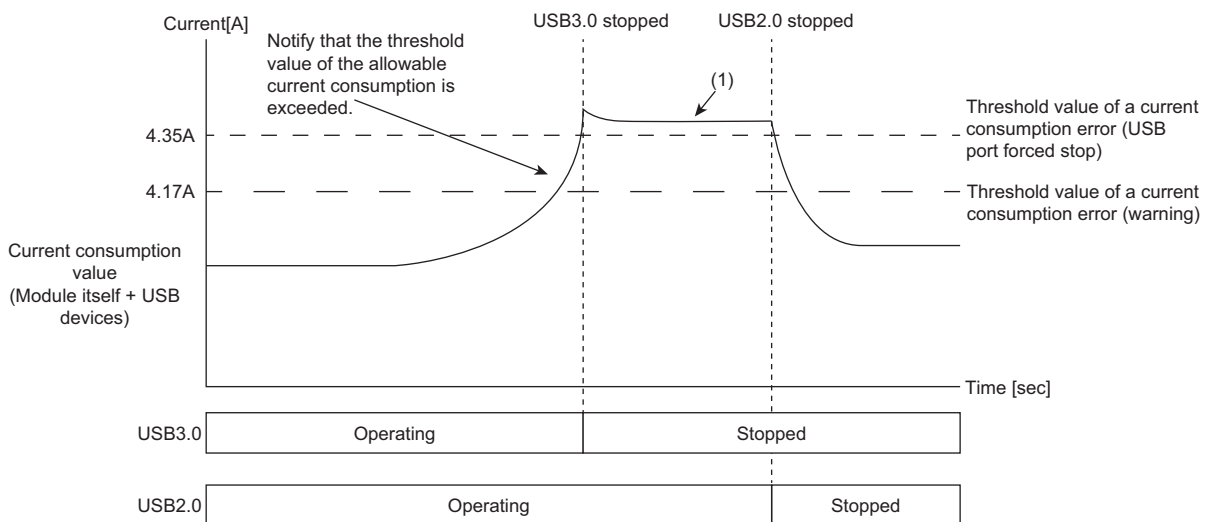 USB3.0 stopped
USB2.0 stopped
Current[A]
Notify that the threshold
value of the allowable
current consumption is
exceeded.
(1)
4.35A
Threshold value of a current
consumption error (USB
port forced stop)
4.17A
Threshold value of a current
consumption error (warning)
Current consumption
value
(Module itself + USB
devices)
Time [sec]
USB3.0
Operating
Stopped
USB2.0
Operating
Stopped